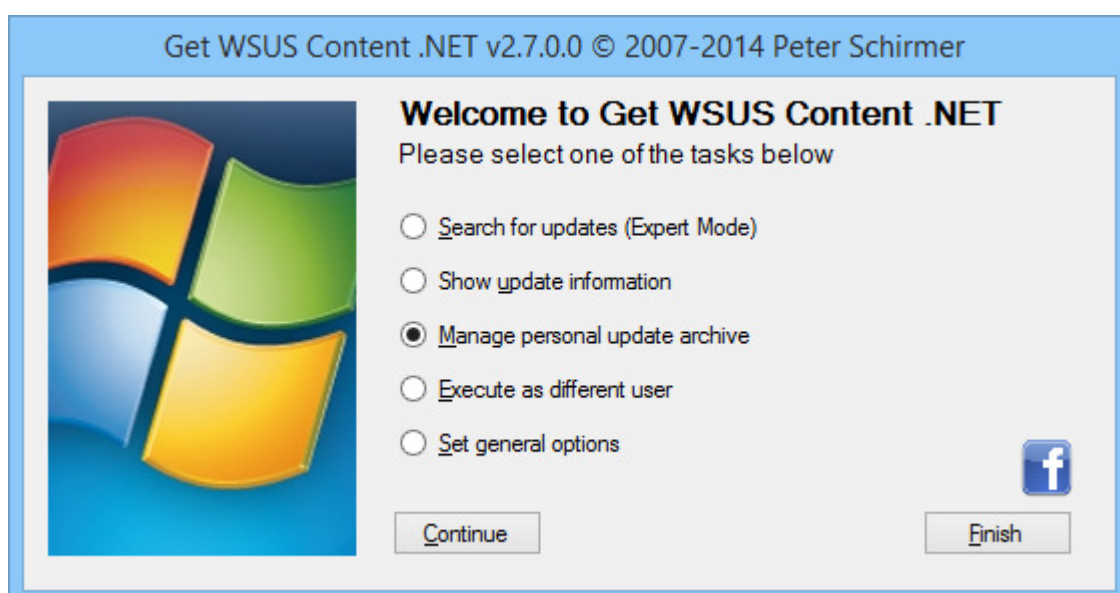 Get WSUS Content .NET v2.7.0.0 © 2007-2014 Peter Schirmer
Welcome to Get WSUS Content .NET
Please select one of the tasks below
Search for updates (Expert Mode)
Show update information
Manage personal update archive
Execute as different user
Set general options
f
Continue
Finish